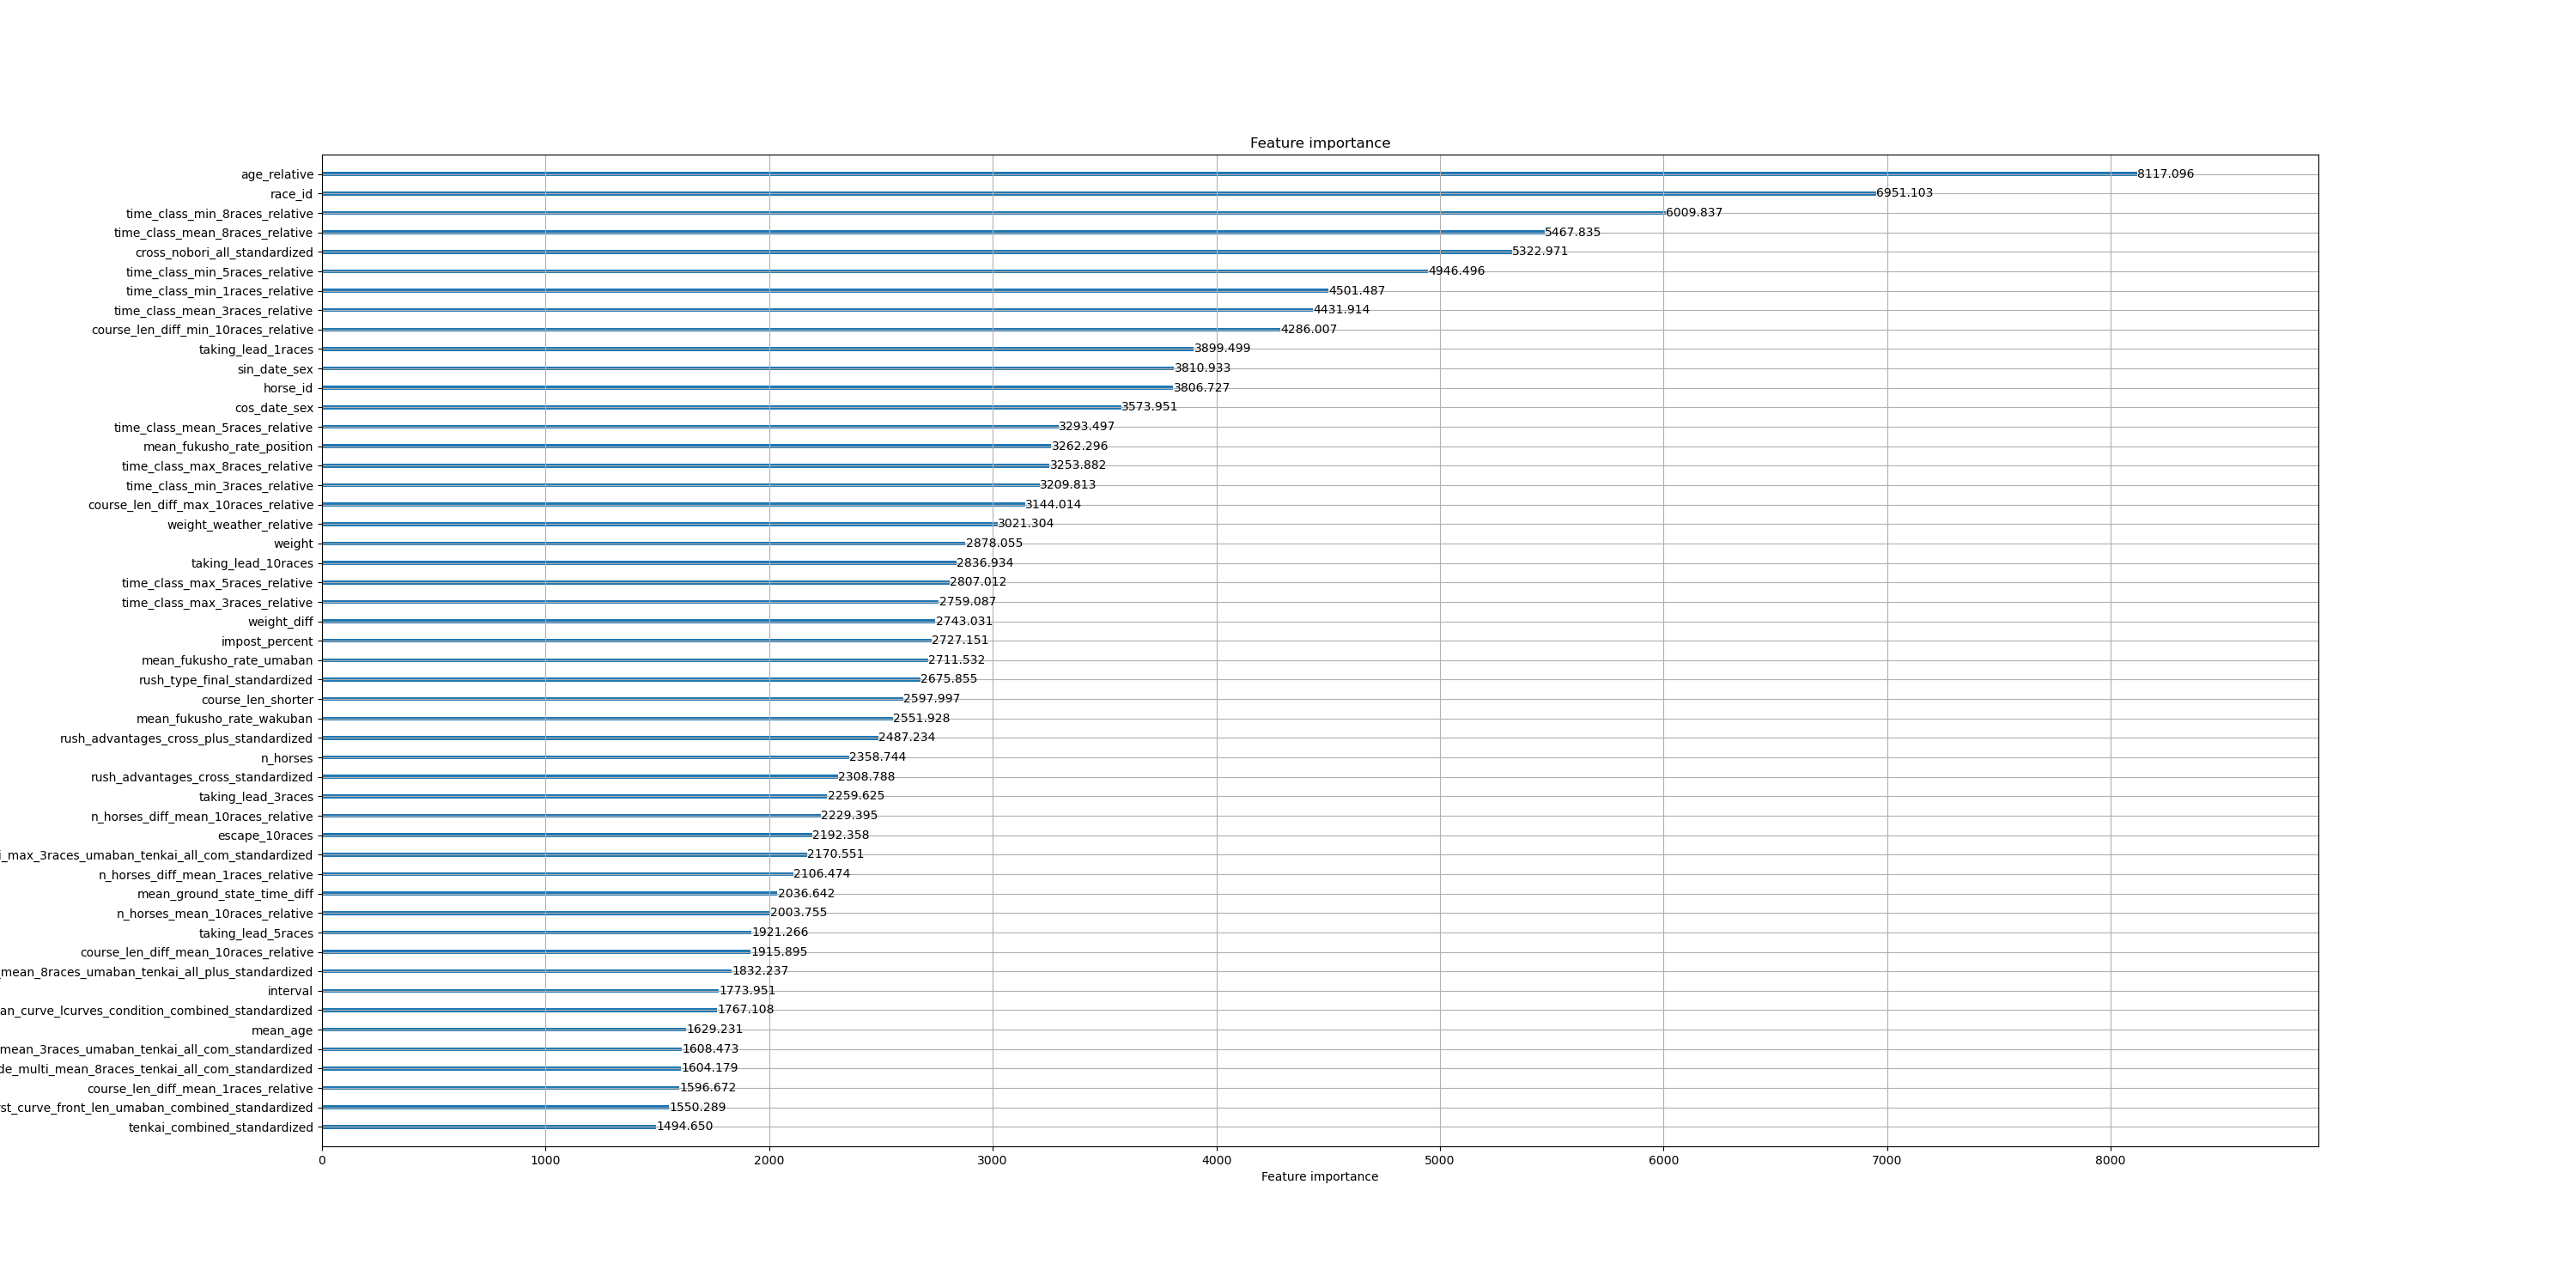 Feature importance
age_relative 8117.096
race_id 6951.103
time_class_min_8races_relative 6009.837
time_class_mean_8races_relative 5467.835
cross_nobori_all_standardized 5322.971
time_class_min_5races_relative 4946.496
time_class_min_1races_relative 4501.487
time_class_mean_3races_relative 4431.914
course_len_diff_min_10races_relative 4286.007
taking_lead_1races 3899.499
sin_date_sex 3810.933
horse_id 3806.727
cos_date_sex 3573.951
time_class_mean_5races_relative 3293.497
mean_fukusho_rate_position 3262.296
time_class_max_8races_relative 3253.882
time_class_min_3races_relative 3209.813
course_len_diff_max_10races_relative 3144.014
weight_weather_relative 3021.304
weight 2878.055
taking_lead_10races 2836.934
time_class_max_5races_relative 2807.012
time_class_max_3races_relative 2759.087
weight_diff 2743.031
impost_percent 2727.151
mean_fukusho_rate_umaban 2711.532
rush_type_final_standardized 2675.855
course_len_shorter 2597.997
mean_fukusho_rate_wakuban 2551.928
rush_advantages_cross_plus_standardized 2487.234
n_horses 2358.744
rush_advantages_cross_standardized 2308.788
taking_lead_3races 2259.625
n_horses_diff_mean_10races_relative 2229.395
escape_10races 2192.358
i_max_3races_umaban_tenkai_all_com_standardized 2170.551
n_horses_diff_mean_1races_relative 2106.474
mean_ground_state_time_diff 2036.642
n_horses_mean_10races_relative 2003.755
taking_lead_5races 1921.266
course_len_diff_mean_10races_relative 1915.895
mean_8races_umaban_tenkai_all_plus_standardized 1832.237
interval 1773.951
an_curve_lcurves_condition_combined_standardized 1767.108
mean_age 1629.231
mean_3races_umaban_tenkai_all_com_standardized 1608.473
de_multi_mean_8races_tenkai_all_com_standardized 1604.179
course_len_diff_mean_1races_relative 1596.672
st_curve_front_len_umaban_combined_standardized 1550.289
tenkai_combined_standardized 1494.650
0 1000 2000 3000 4000 5000 6000 7000 8000
Feature importance